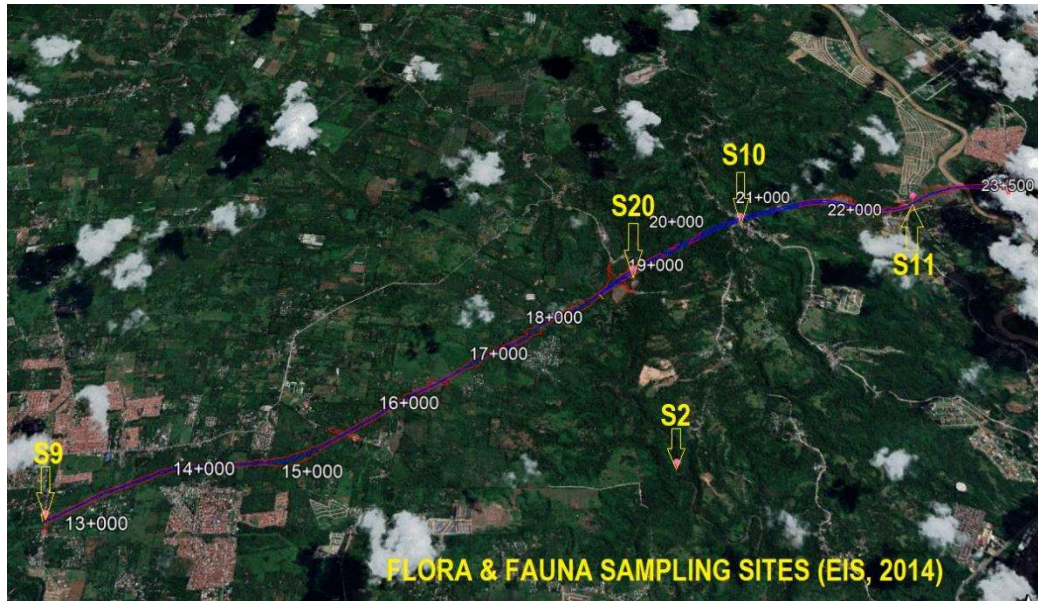 S10
21+000
23+500
S20
20+000
22+000
19+000
S11
18+000
17+000
16+000
S2
S9
14+000
15+000
13+000
FLORA & FAUNA SAMPLING SITES (EIS, 2014)